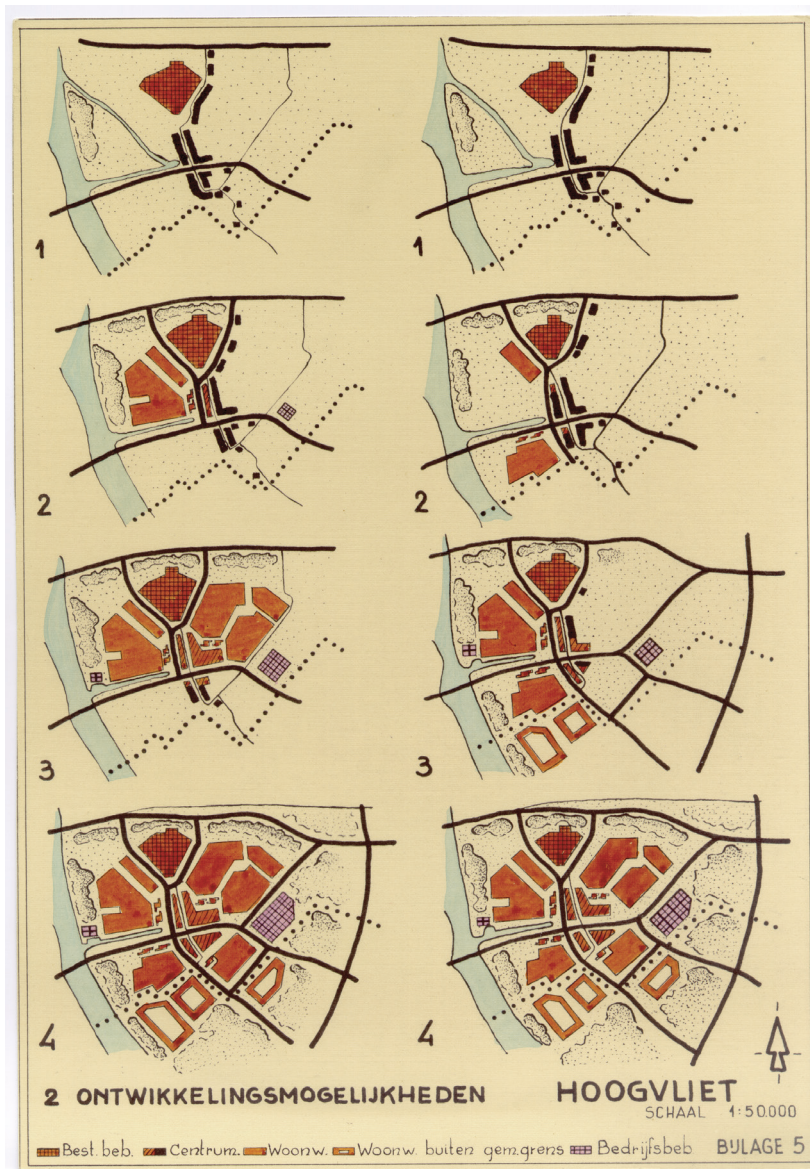 1
1
2
2
3
3
4
4
2 ONTWIKKELINGSMOGELIJKHEDEN
HOOGVLIET
SCHAAL 1:50.000
Best. beb. Centrum. Woonw. Woonw. buiten gem.grens Bedrijfsbeb BIJLAGE 5